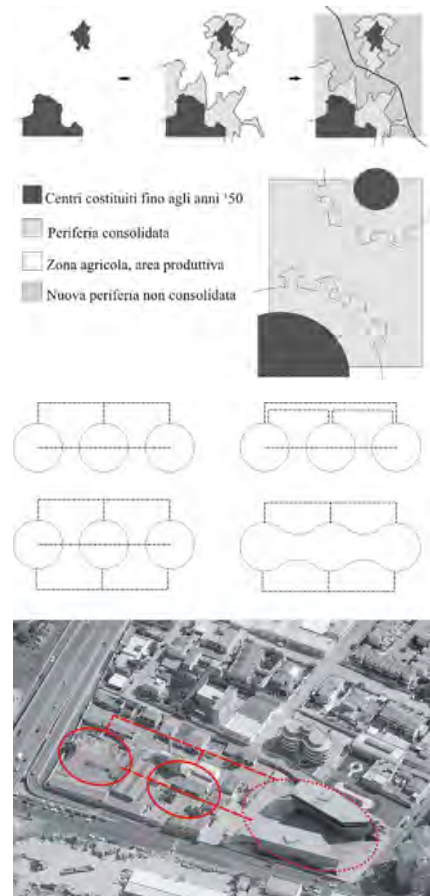 Centri costituiti fino agli anni '50
Periferia consolidata
Zona agricola, area produttiva
Nuova periferia non consolidata